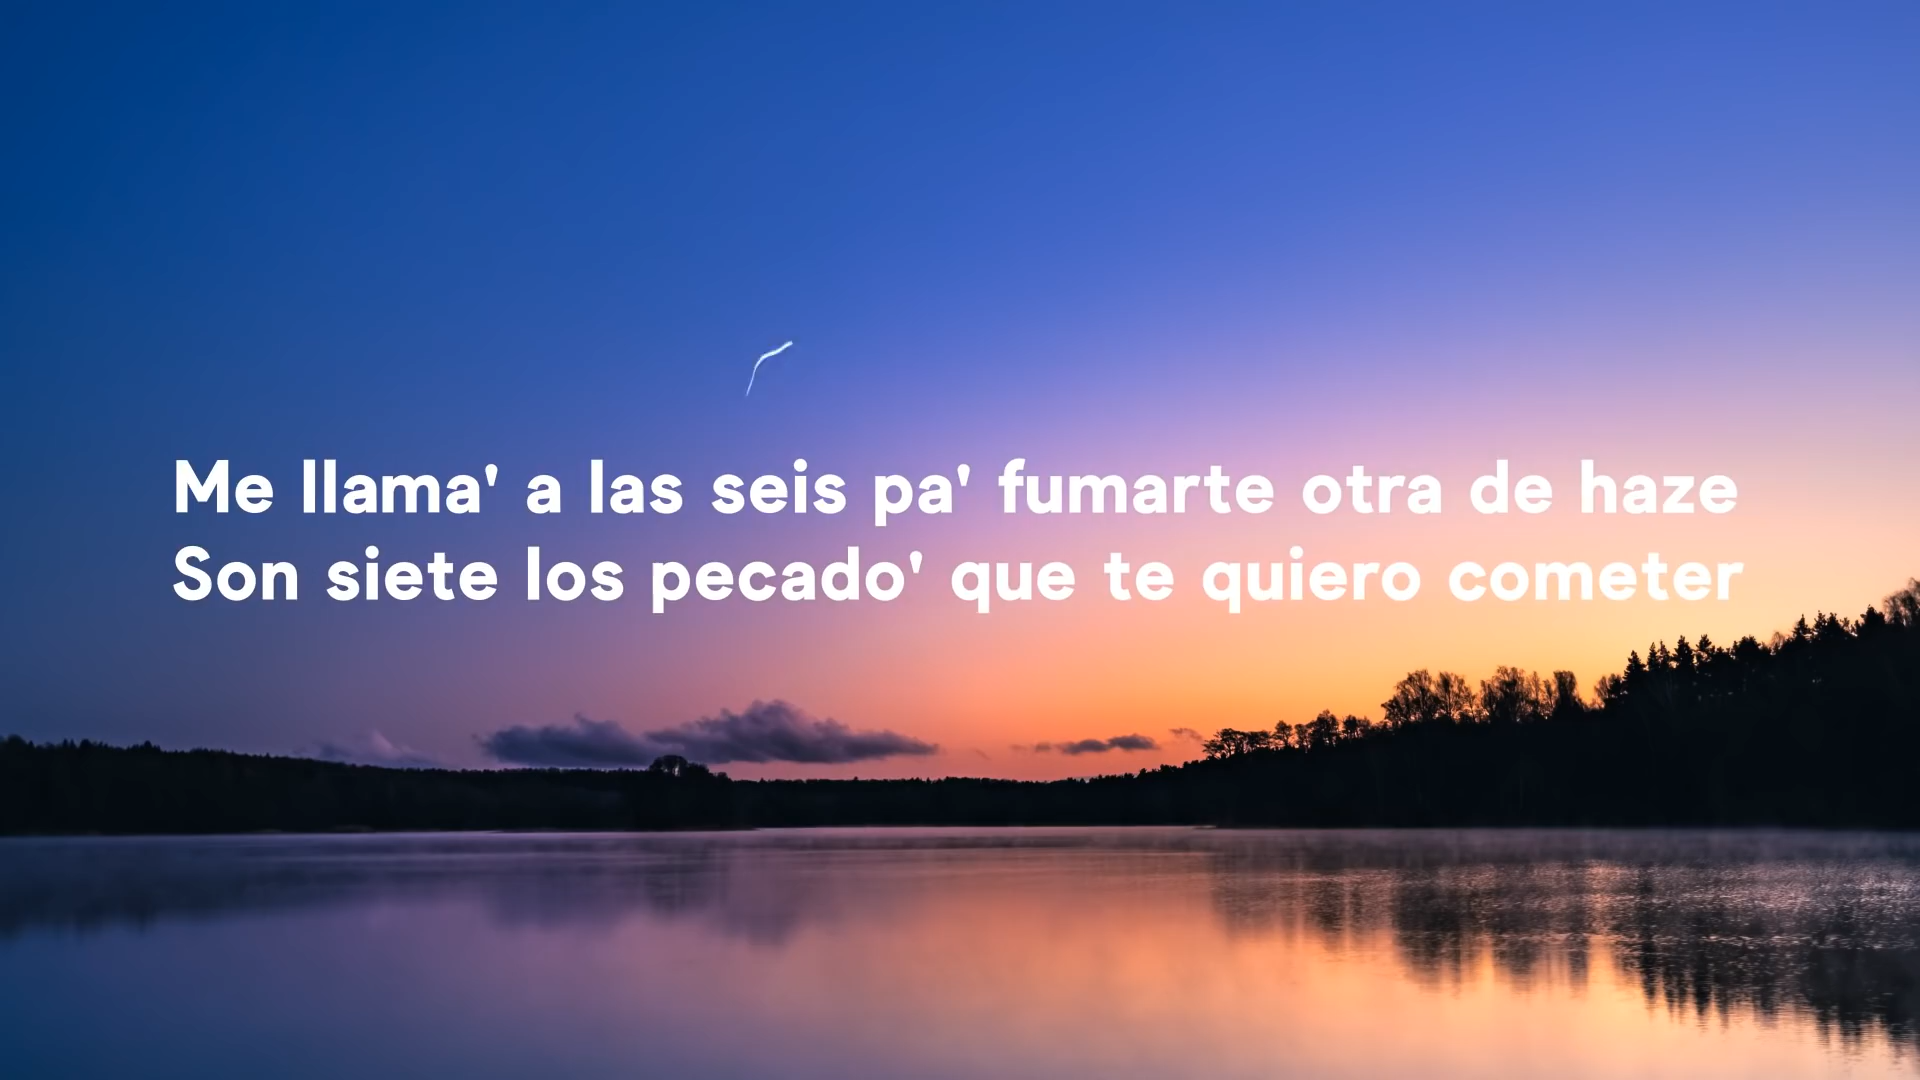 Me llama' a las seis pa' fumarte otra de haze
Son siete los pecado' que te quiero cometer